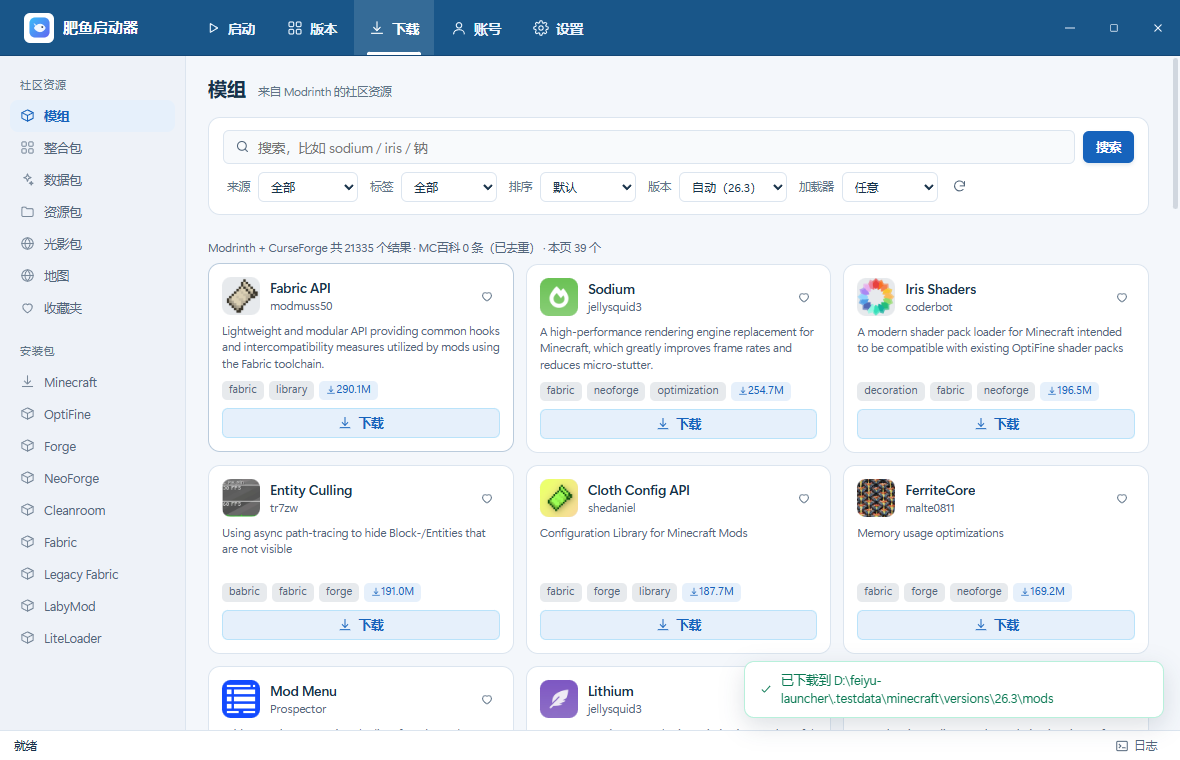 肥鱼启动器
启动
版本
下载
账号
设置
社区资源
模组
整合包
数据包
资源包
光影包
地图
收藏夹
安装包
Minecraft
OptiFine
Forge
NeoForge
Cleanroom
Fabric
Legacy Fabric
LabyMod
LiteLoader
模组 来自 Modrinth 的社区资源
搜索，比如 sodium / iris / 钠
搜索
来源 全部 标签 全部 排序 默认 版本 自动（26.3） 加载器 任意
Modrinth + CurseForge 共 21335 个结果 · MC百科 0 条（已去重） · 本页 39 个
Fabric API
modmuss50
Lightweight and modular API providing common hooks
and intercompatibility measures utilized by mods using
the Fabric toolchain.
fabric library 290.1M
下载
Sodium
jellysquid3
A high-performance rendering engine replacement for
Minecraft, which greatly improves frame rates and
reduces micro-stutter.
fabric neoforge optimization 254.7M
下载
Iris Shaders
coderbot
A modern shader pack loader for Minecraft intended
to be compatible with existing OptiFine shader packs
decoration fabric neoforge 196.5M
下载
Entity Culling
tr7zw
Using async path-tracing to hide Block-/Entities that
are not visible
babric fabric forge 191.0M
下载
Cloth Config API
shedaniel
Configuration Library for Minecraft Mods
fabric forge library 187.7M
下载
FerriteCore
malte0811
Memory usage optimizations
fabric forge neoforge 169.2M
下载
Mod Menu
Prospector
Lithium
jellysquid3
已下载到 D:\feiyu-
launcher\.testdata\minecraft\versions\26.3\mods
就绪
日志